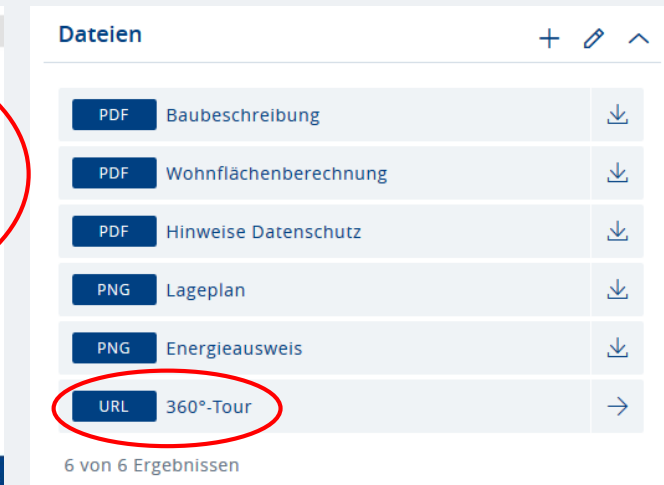 Dateien
PDF Baubeschreibung
PDF Wohnflächenberechnung
PDF Hinweise Datenschutz
PNG Lageplan
PNG Energieausweis
URL 360°-Tour
6 von 6 Ergebnissen